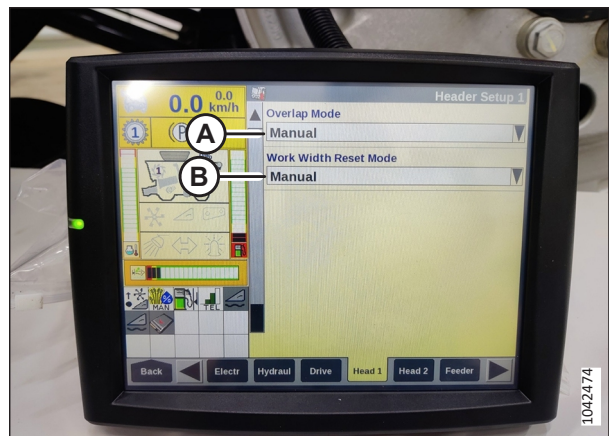 Header Setup 1
0.0 0.0 km/h
1
(P)
Overlap Mode
A
Manual
Work Width Reset Mode
B
Manual
1
MAN
TEL
Back
Electr
Hydraul
Drive
Head 1
Head 2
Feeder
1042474